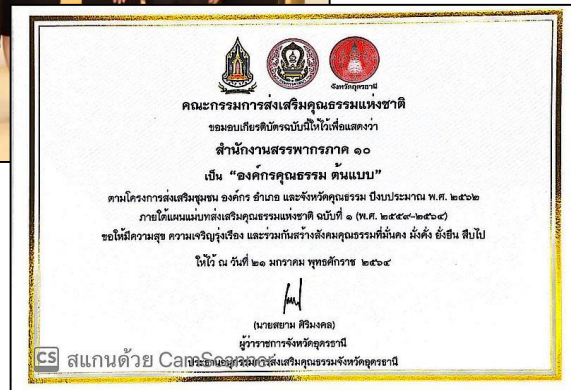 จังหวัดอุดรธานี
คณะกรรมการส่งเสริมคุณธรรมแห่งชาติ
ขอมอบเกียรติบัตรฉบับนี้ให้ไว้เพื่อแสดงว่า
สำนักงานสรรพากรภาค ๑๐
เป็น “องค์กรคุณธรรม ต้นแบบ”
ตามโครงการส่งเสริมชุมชน องค์กร อำเภอ และจังหวัดคุณธรรม ปีงบประมาณ พ.ศ. ๒๕๖๒
ภายใต้แผนแม่บทส่งเสริมคุณธรรมแห่งชาติ ฉบับที่ ๑ (พ.ศ. ๒๕๕๙-๒๕๖๔)
ขอให้มีความสุข ความเจริญรุ่งเรือง และร่วมกันสร้างสังคมคุณธรรมที่มั่นคง มั่งคั่ง ยั่งยืน สืบไป
ให้ไว้ ณ วันที่ ๒๑ มกราคม พุทธศักราช ๒๕๖๔
(นายสยาม ศิริมงคล)
ผู้ว่าราชการจังหวัดอุดรธานี
ประธานอนุกรรมการส่งเสริมคุณธรรมจังหวัดอุดรธานี
CS สแกนด้วย CamScanner